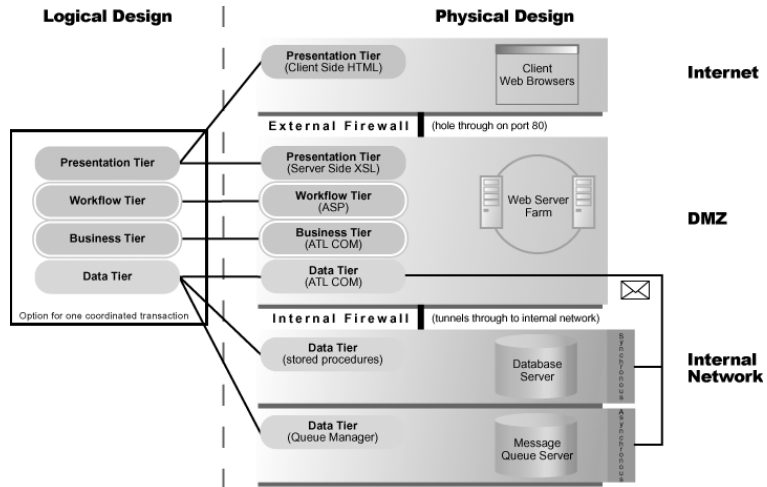 Logical Design
Physical Design
Presentation Tier
(Client Side HTML)
Client
Web Browsers
Internet
External Firewall
(hole through on port 80)
Presentation Tier
Workflow Tier
Business Tier
Data Tier
Option for one coordinated transaction
Presentation Tier
(Server Side XSL)
Workflow Tier
(ASP)
Business Tier
(ATL COM)
Data Tier
(ATL COM)
Web Server
Farm
DMZ
Internal Firewall
(tunnels through to internal network)
Data Tier
(stored procedures)
Database
Server
Synchronous
Internal
Network
Data Tier
(Queue Manager)
Message
Queue Server
Asynchronous